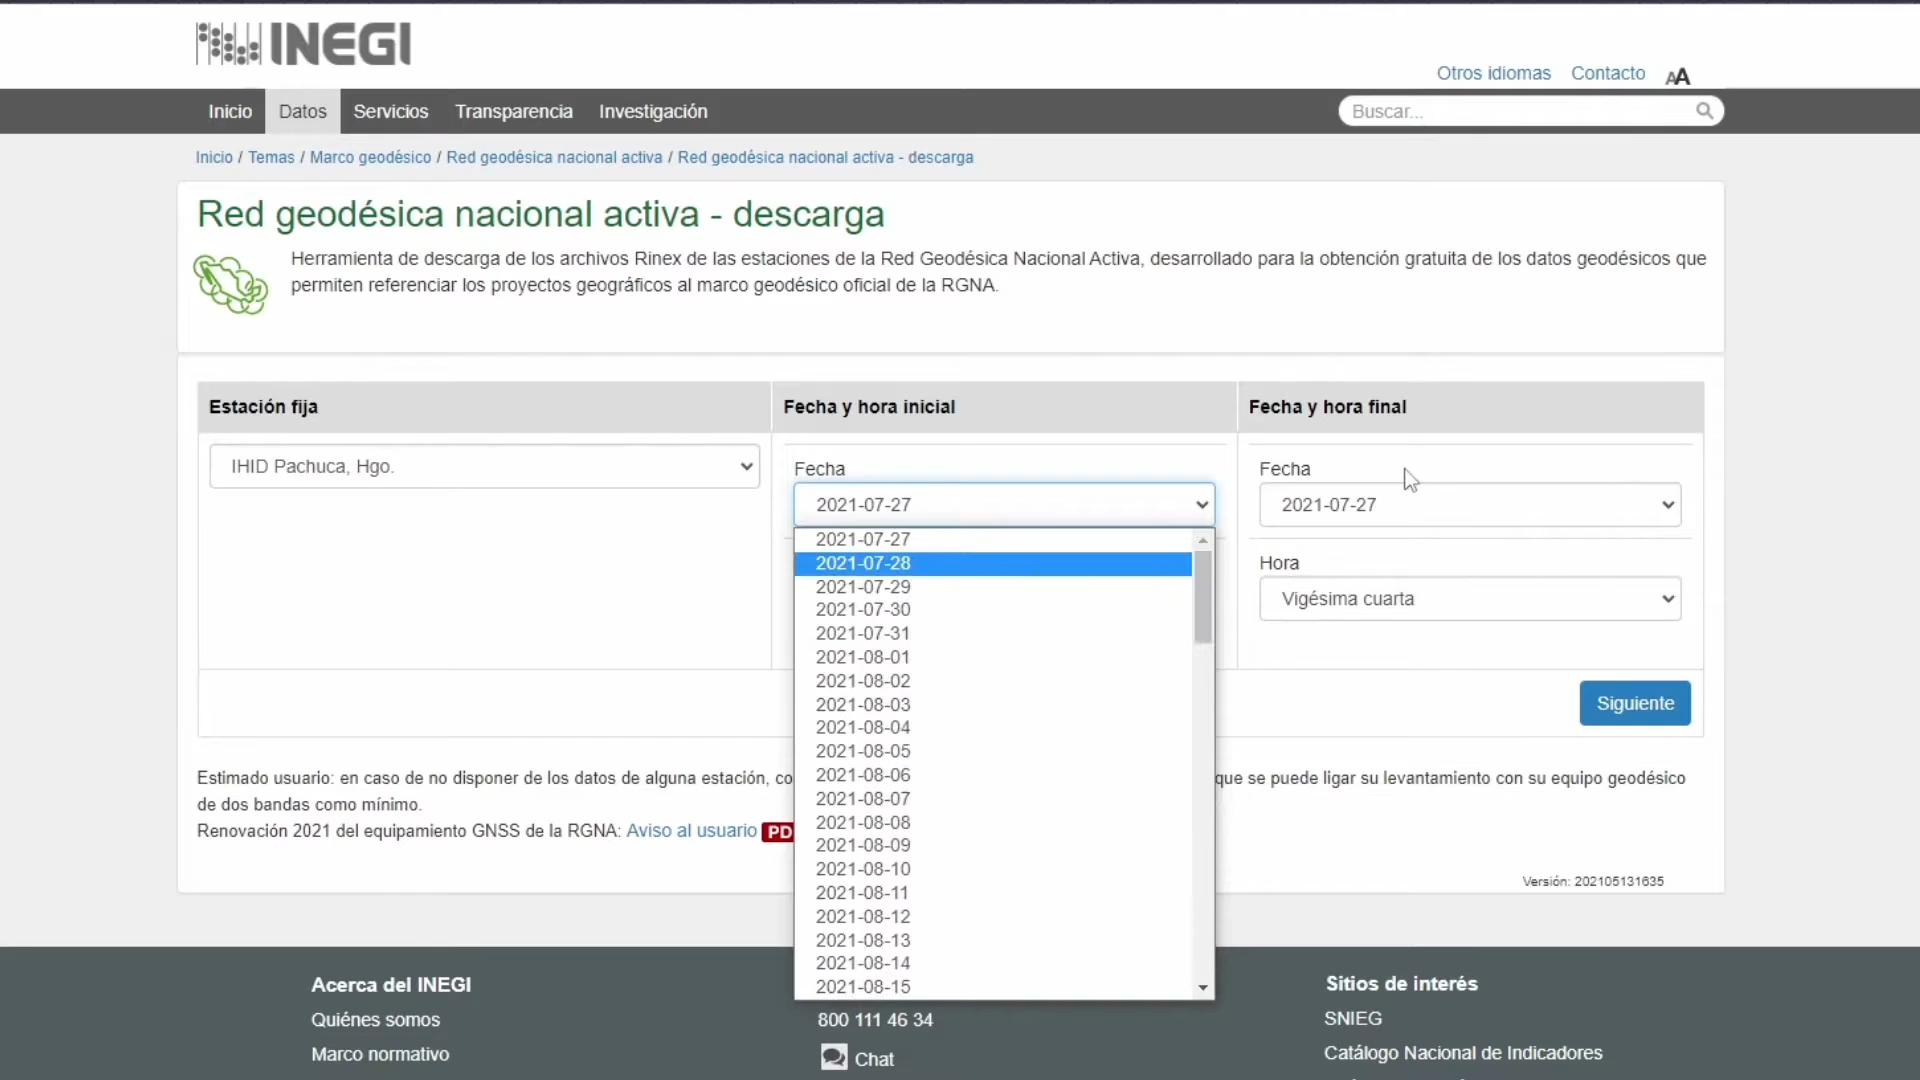 INEGI
Otros idiomas Contacto AA
Inicio Datos Servicios Transparencia Investigación Buscar...
Inicio / Temas / Marco geodésico / Red geodésica nacional activa / Red geodésica nacional activa - descarga
Red geodésica nacional activa - descarga
Herramienta de descarga de los archivos Rinex de las estaciones de la Red Geodésica Nacional Activa, desarrollado para la obtención gratuita de los datos geodésicos que
permiten referenciar los proyectos geográficos al marco geodésico oficial de la RGNA.
Estación fija Fecha y hora inicial Fecha y hora final
IHID Pachuca, Hgo.
Fecha
2021-07-27
2021-07-27
2021-07-28
2021-07-29
2021-07-30
2021-07-31
2021-08-01
2021-08-02
2021-08-03
2021-08-04
2021-08-05
2021-08-06
2021-08-07
2021-08-08
2021-08-09
2021-08-10
2021-08-11
2021-08-12
2021-08-13
2021-08-14
2021-08-15
Fecha
2021-07-27
Hora
Vigésima cuarta
Siguiente
Estimado usuario: en caso de no disponer de los datos de alguna estación, co que se puede ligar su levantamiento con su equipo geodésico
de dos bandas como mínimo.
Renovación 2021 del equipamiento GNSS de la RGNA: Aviso al usuario PD
Versión: 202105131635
Acerca del INEGI
Quiénes somos
Marco normativo
800 111 46 34
Chat
Sitios de interés
SNIEG
Catálogo Nacional de Indicadores